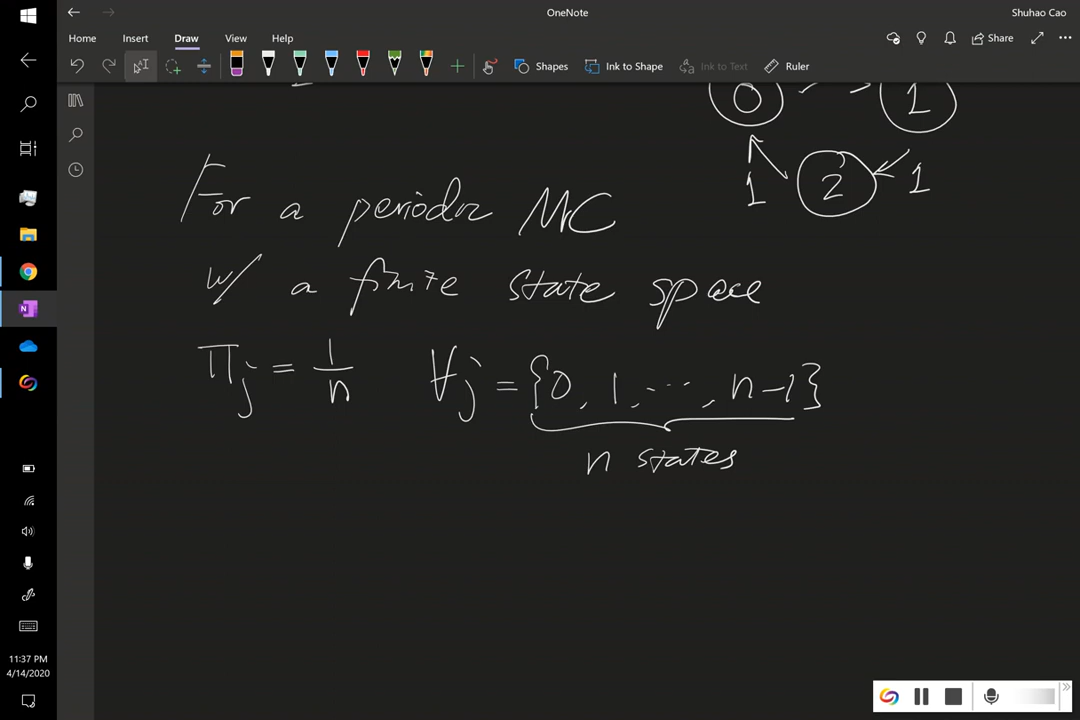 OneNote
Shuhao Cao
Home Insert Draw View Help
Share
Shapes Ink to Shape Ink to Text Ruler
0 1
1 2 1
For a periodic MC
w/ a finite state space
Πj = 1/n ∀j = {0, 1, ..., n-1}
n states
11:37 PM
4/14/2020